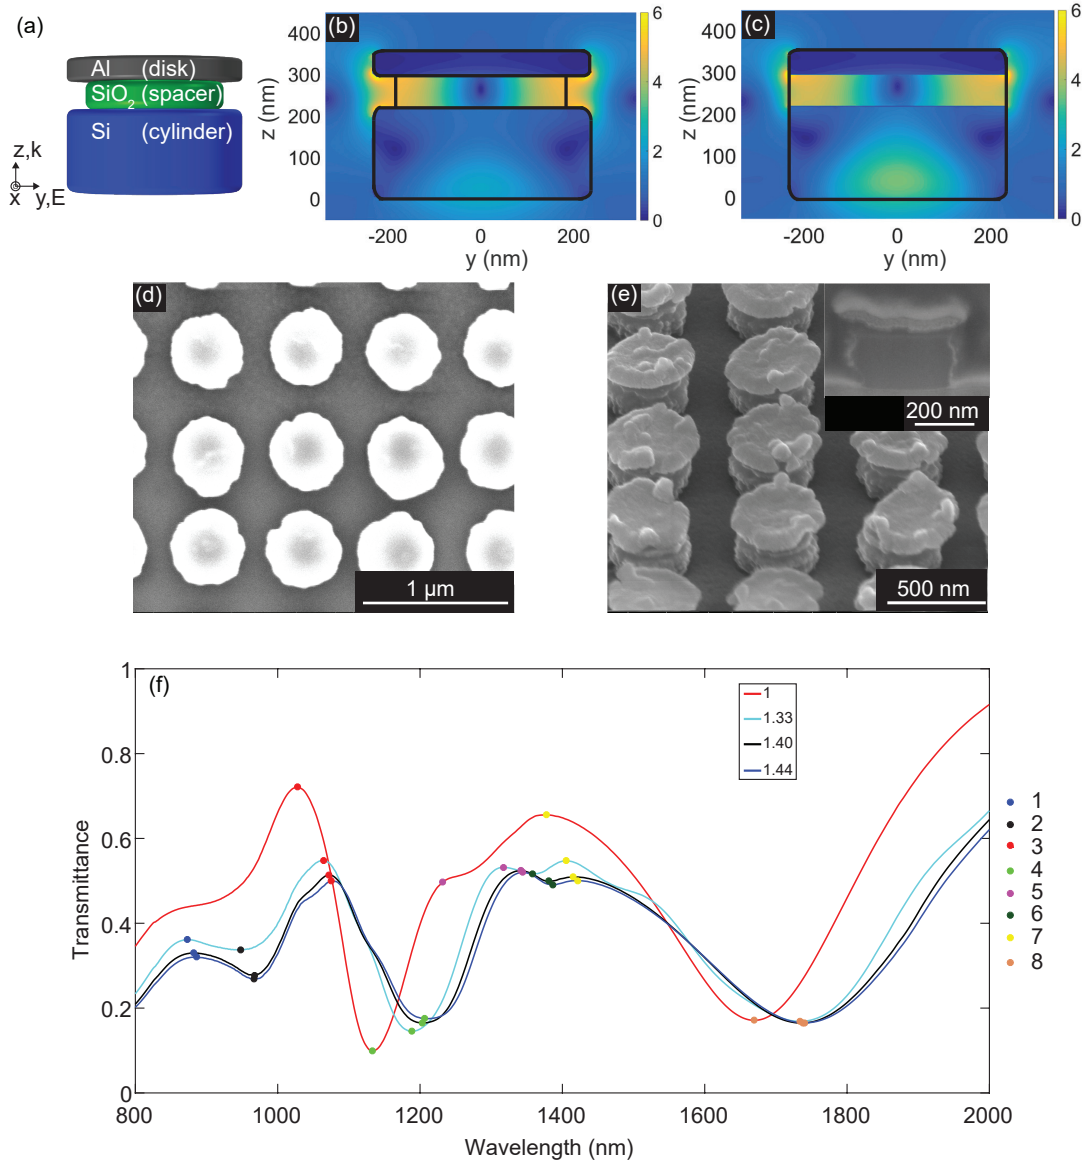 (a)
Al (disk)
SiO2 (spacer)
Si (cylinder)
z,k
x y,E
(b)
400
300
200
100
0
z (nm)
-200 0 200
y (nm)
6
4
2
0
(c)
400
300
200
100
0
z (nm)
-200 0 200
y (nm)
6
4
2
0
(d)
1 µm
(e)
200 nm
500 nm
(f)
1
0.8
0.6
0.4
0.2
0
Transmittance
800 1000 1200 1400 1600 1800 2000
Wavelength (nm)
1
1.33
1.40
1.44
1
2
3
4
5
6
7
8